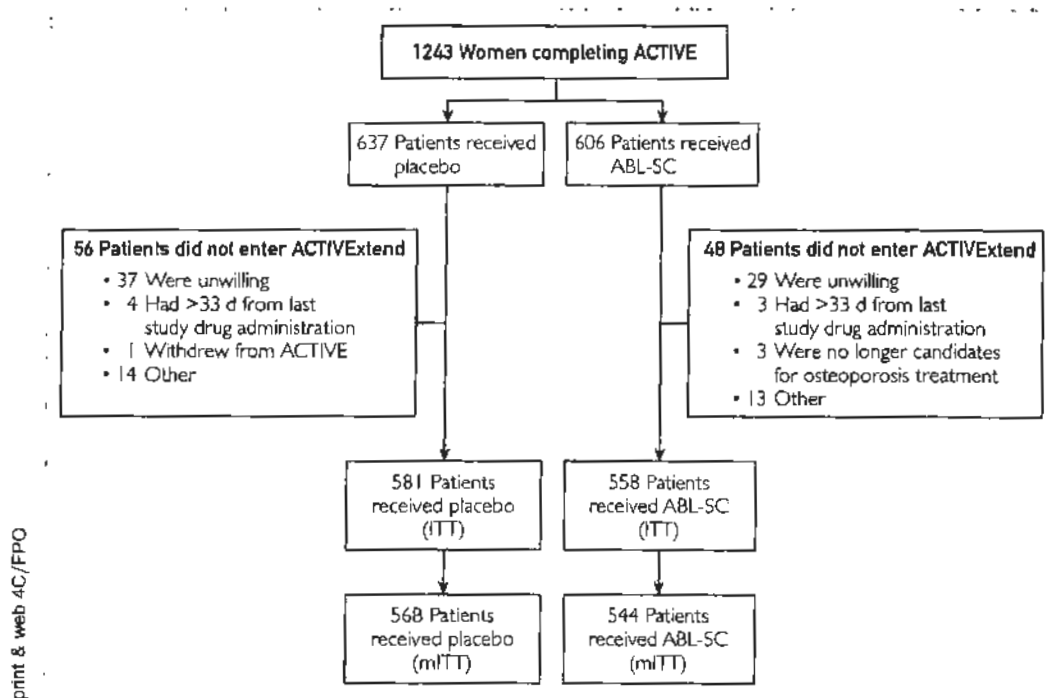 1243 Women completing ACTIVE
637 Patients received
placebo
606 Patients received
ABL-SC
56 Patients did not enter ACTIVExtend
• 37 Were unwilling
• 4 Had >33 d from last
study drug administration
• 1 Withdrew from ACTIVE
• 14 Other
48 Patients did not enter ACTIVExtend
• 29 Were unwilling
• 3 Had >33 d from last
study drug administration
• 3 Were no longer candidates
for osteoporosis treatment
• 13 Other
581 Patients
received placebo
(ITT)
558 Patients
received ABL-SC
(ITT)
568 Patients
received placebo
(mITT)
544 Patients
received ABL-SC
(mITT)
print & web 4C/FPO